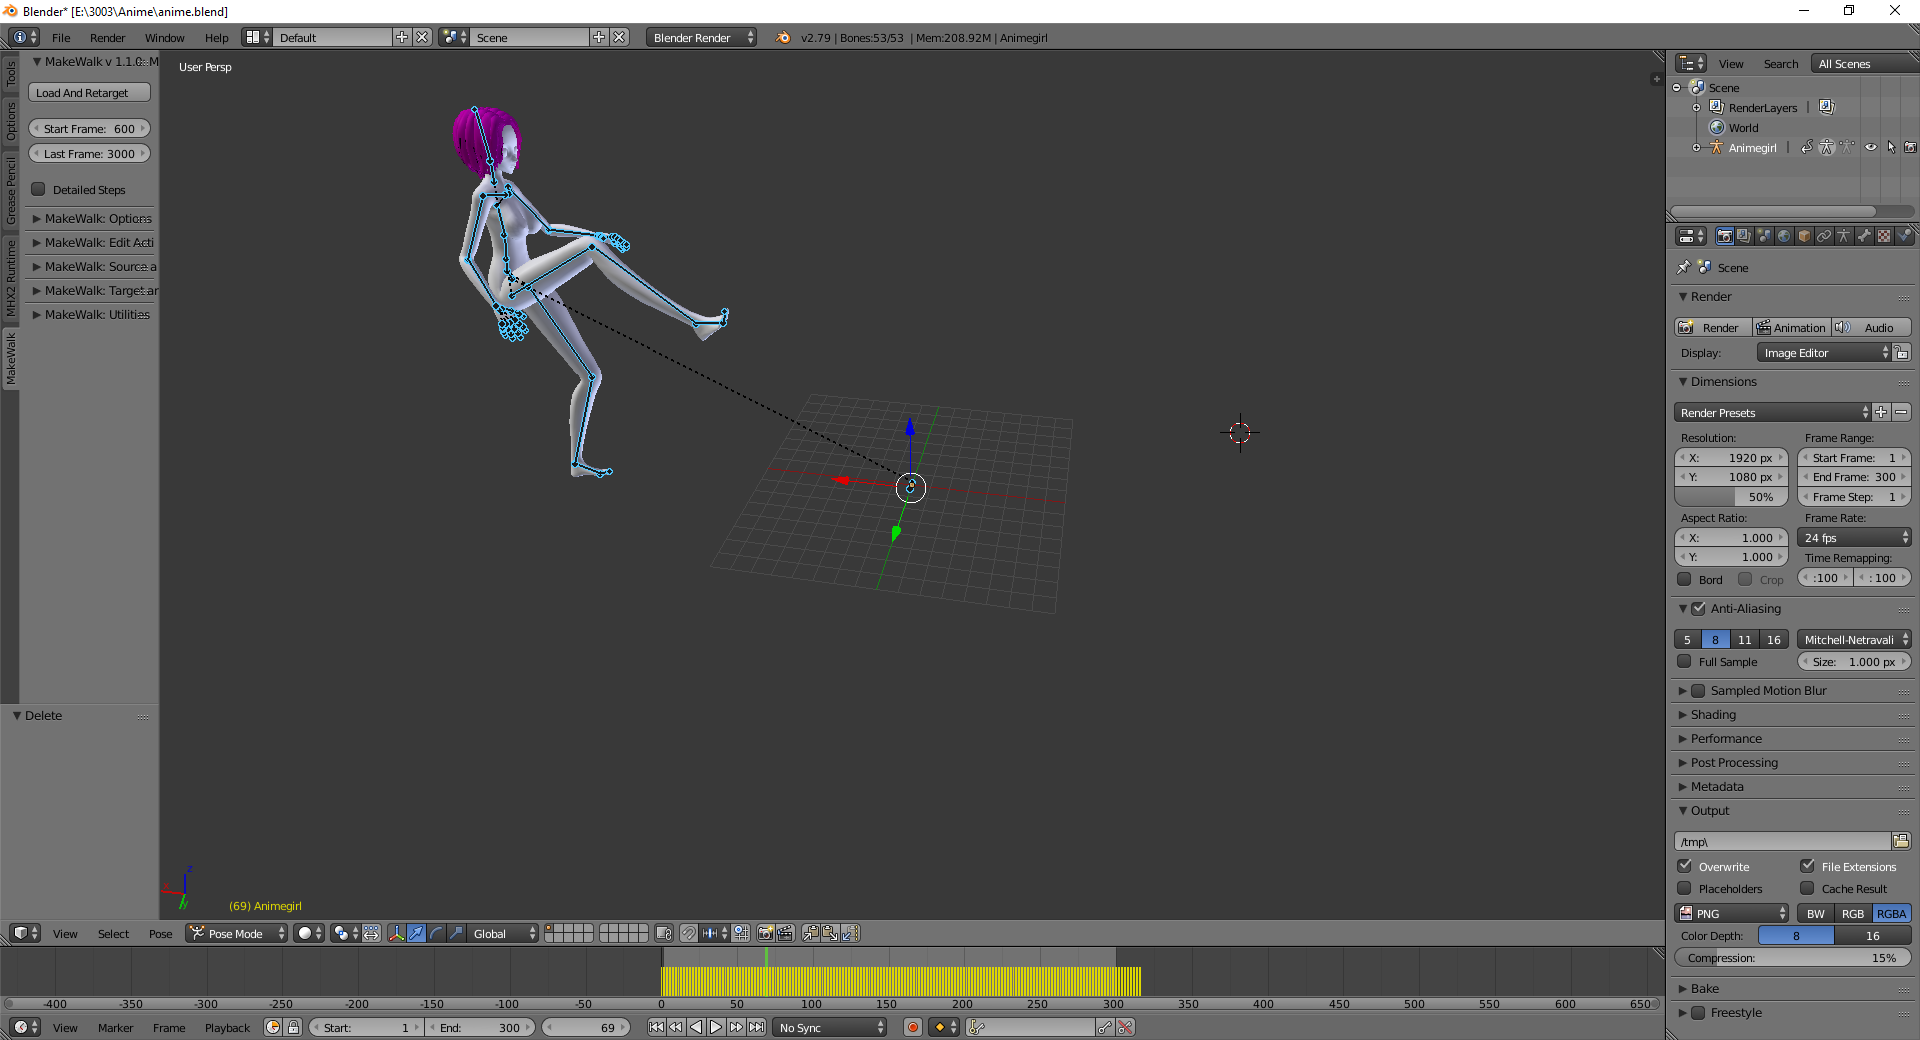 Blender* [E:\3003\Anime\anime.blend]
File Render Window Help Default Scene Blender Render v2.79 | Bones:53/53 | Mem:208.92M | Animegirl
Tools
Options
Grease Pencil
MHX2 Runtime
MakeWalk
MakeWalk v 1.1.0: M
Load And Retarget
Start Frame: 600
Last Frame: 3000
Detailed Steps
MakeWalk: Options
MakeWalk: Edit Acti
MakeWalk: Source a
MakeWalk: Target ar
MakeWalk: Utilities
Delete
User Persp
z
y
(69) Animegirl
View Select Pose Pose Mode Global
-400 -350 -300 -250 -200 -150 -100 -50 0 50 100 150 200 250 300 350 400 450 500 550 600 650
View Marker Frame Playback Start: 1 End: 300 69 No Sync
View Search All Scenes
Scene
RenderLayers |
World
Animegirl |
Scene
Render
Render Animation Audio
Display: Image Editor
Dimensions
Render Presets
Resolution: Frame Range:
X: 1920 px Start Frame: 1
Y: 1080 px End Frame: 300
50% Frame Step: 1
Aspect Ratio: Frame Rate:
X: 1.000 24 fps
Y: 1.000 Time Remapping:
Bord Crop :100 : 100
Anti-Aliasing
5 8 11 16 Mitchell-Netravali
Full Sample Size: 1.000 px
Sampled Motion Blur
Shading
Performance
Post Processing
Metadata
Output
/tmp\
Overwrite File Extensions
Placeholders Cache Result
PNG BW RGB RGBA
Color Depth: 8 16
Compression: 15%
Bake
Freestyle